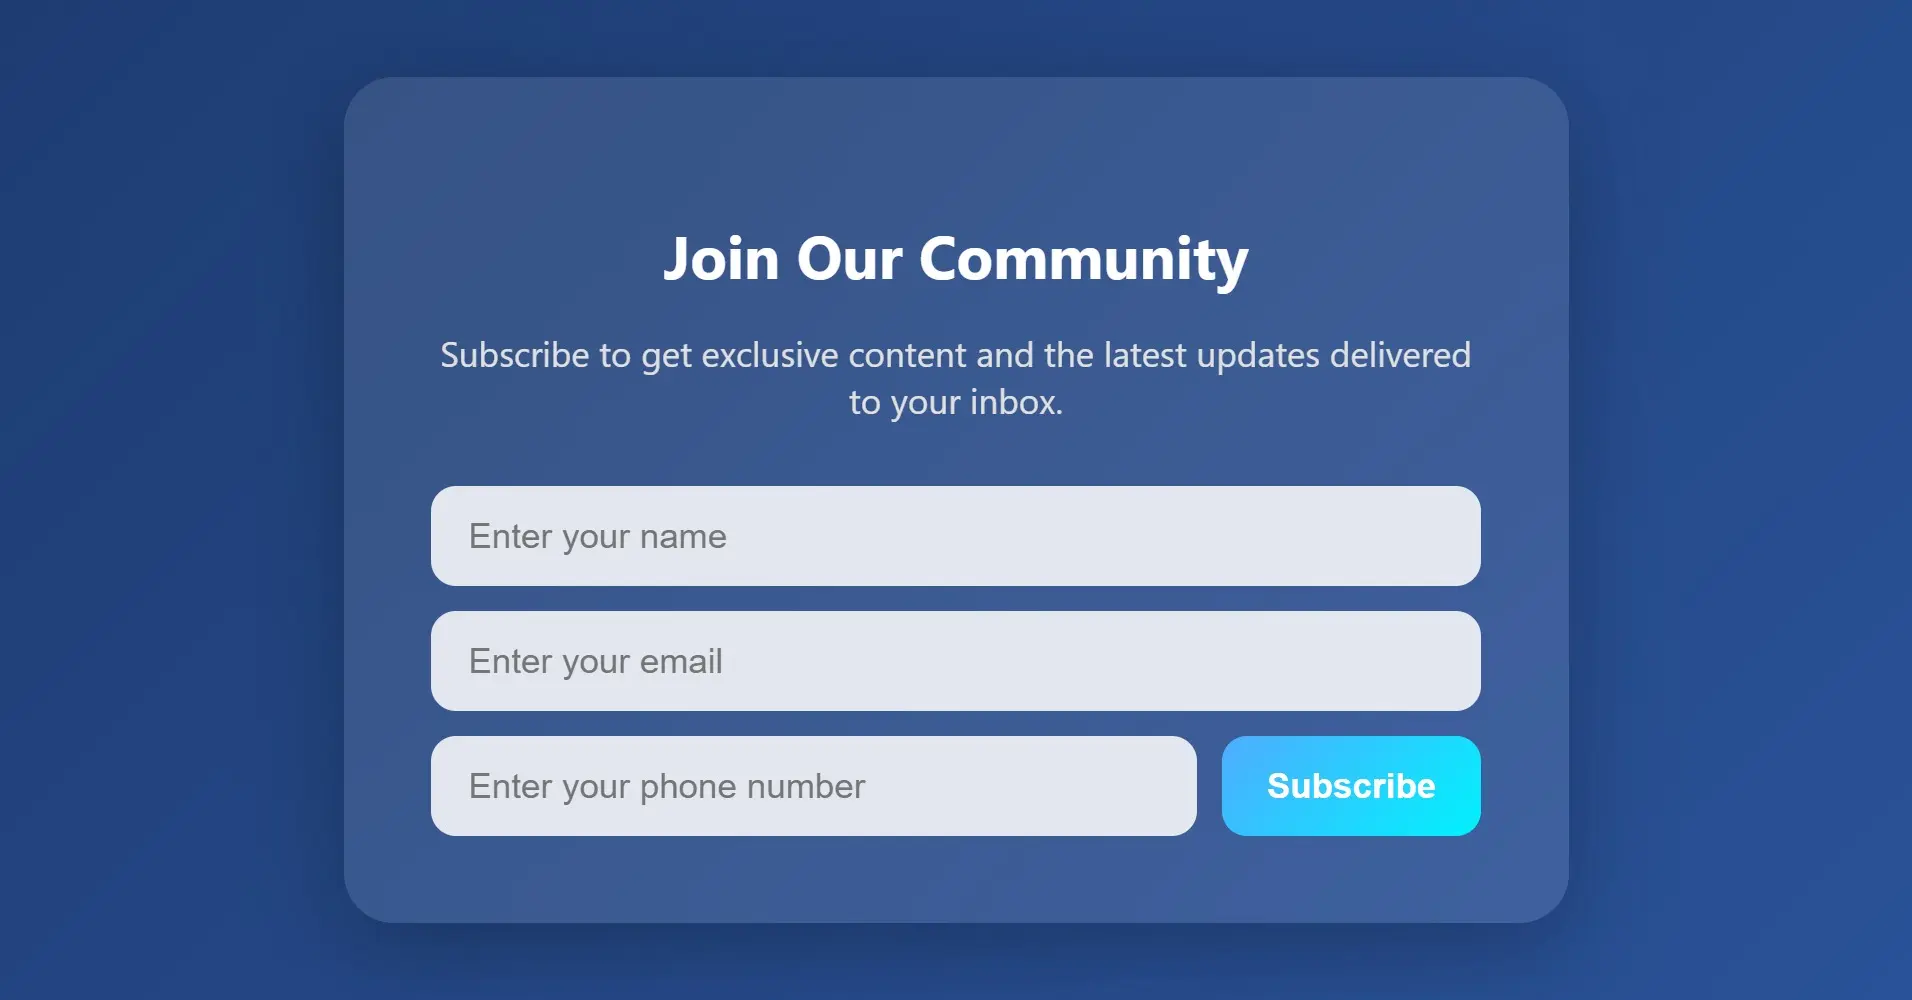 Join Our Community
Subscribe to get exclusive content and the latest updates delivered
to your inbox.
Enter your name
Enter your email
Enter your phone number
Subscribe